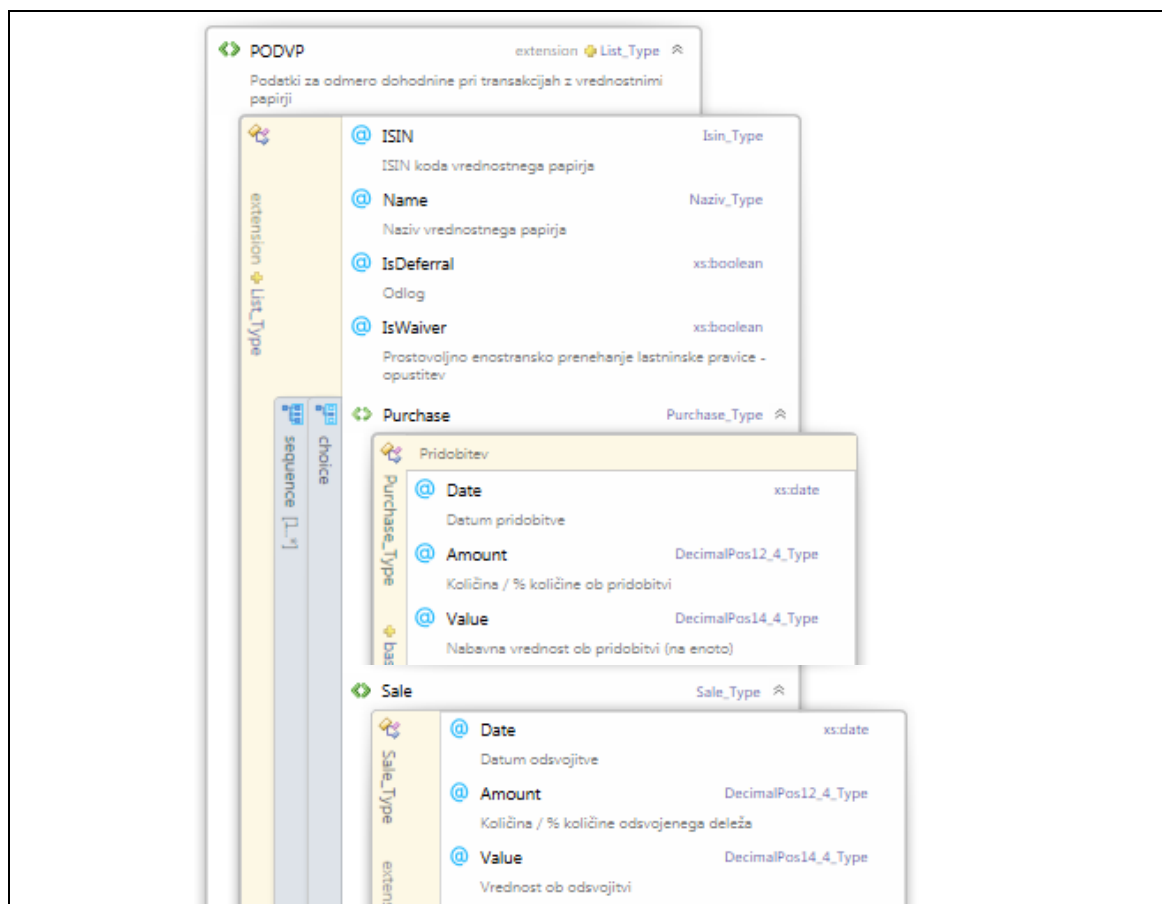 PODVP extension List_Type
Podatki za odmero dohodnine pri transakcijah z vrednostnimi
papirji
extension List_Type
@ ISIN Isin_Type
ISIN koda vrednostnega papirja
@ Name Naziv_Type
Naziv vrednostnega papirja
@ IsDeferral xs:boolean
Odlog
@ IsWaiver xs:boolean
Prostovoljno enostransko prenehanje lastninske pravice -
opustitev
sequence [1..*]
choice
Purchase Purchase_Type
Purchase_Type bas
Pridobitev
@ Date xs:date
Datum pridobitve
@ Amount DecimalPos12_4_Type
Količina / % količine ob pridobitvi
@ Value DecimalPos14_4_Type
Nabavna vrednost ob pridobitvi (na enoto)
Sale Sale_Type
Sale_Type extens
@ Date xs:date
Datum odsvojitve
@ Amount DecimalPos12_4_Type
Količina / % količine odsvojenega deleža
@ Value DecimalPos14_4_Type
Vrednost ob odsvojitvi